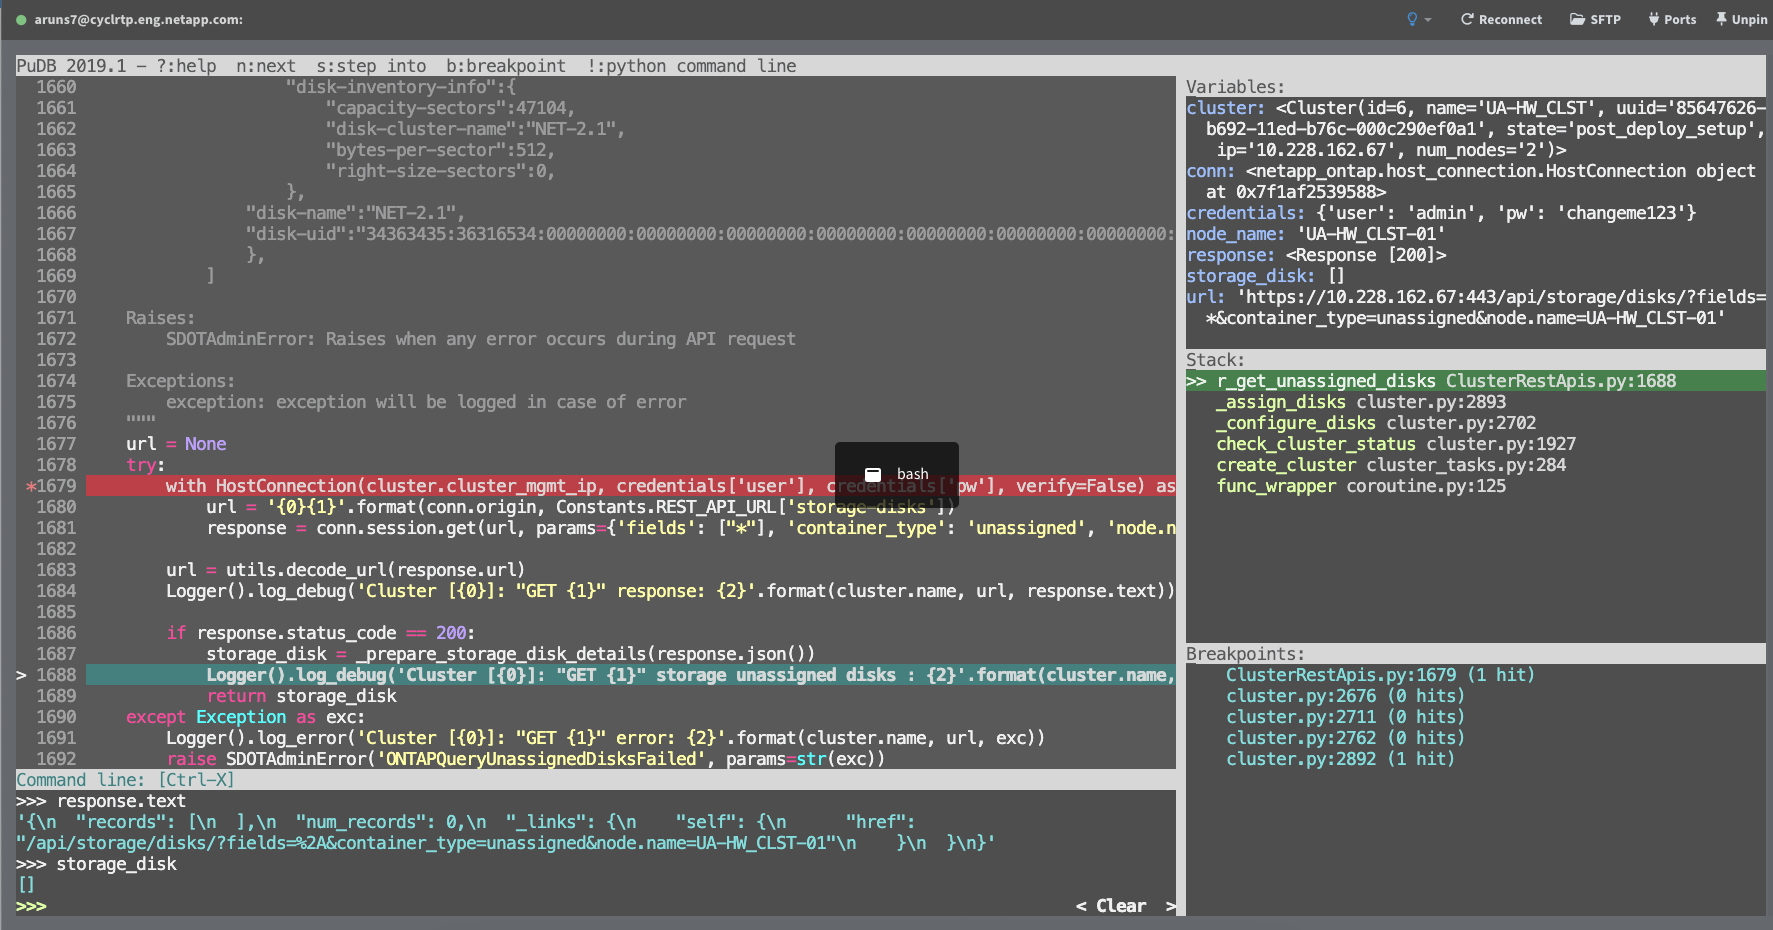 aruns7@cyclrtp.eng.netapp.com:
Reconnect SFTP Ports Unpin
PuDB 2019.1 - ?:help  n:next  s:step into  b:breakpoint  !:python command line
1660                     "disk-inventory-info":{
1661                         "capacity-sectors":47104,
1662                         "disk-cluster-name":"NET-2.1",
1663                         "bytes-per-sector":512,
1664                         "right-size-sectors":0,
1665                     },
1666                 "disk-name":"NET-2.1",
1667                 "disk-uid":"34363435:36316534:00000000:00000000:00000000:00000000:00000000:00000000:00000000:
1668                 },
1669             ]
1670
1671     Raises:
1672         SDOTAdminError: Raises when any error occurs during API request
1673
1674     Exceptions:
1675         exception: exception will be logged in case of error
1676     """
1677     url = None
1678     try:
*1679         with HostConnection(cluster.cluster_mgmt_ip, credentials['user'], credentials['pw'], verify=False) as
1680             url = '{0}{1}'.format(conn.origin, Constants.REST_API_URL['storage-disks'])
1681             response = conn.session.get(url, params={'fields': ["*"], 'container_type': 'unassigned', 'node.n
1682
1683         url = utils.decode_url(response.url)
1684         Logger().log_debug('Cluster [{0}]: "GET {1}" response: {2}'.format(cluster.name, url, response.text))
1685
1686         if response.status_code == 200:
1687             storage_disk = _prepare_storage_disk_details(response.json())
> 1688             Logger().log_debug('Cluster [{0}]: "GET {1}" storage unassigned disks : {2}'.format(cluster.name,
1689             return storage_disk
1690     except Exception as exc:
1691         Logger().log_error('Cluster [{0}]: "GET {1}" error: {2}'.format(cluster.name, url, exc))
1692         raise SDOTAdminError('ONTAPQueryUnassignedDisksFailed', params=str(exc))
bash
Command line: [Ctrl-X]
>>> response.text
'{\n  "records": [\n  ],\n  "num_records": 0,\n  "_links": {\n    "self": {\n      "href":
"/api/storage/disks/?fields=%2A&container_type=unassigned&node.name=UA-HW_CLST-01"\n    }\n  }\n}'
>>> storage_disk
[]
>>>
< Clear  >
Variables:
cluster: <Cluster(id=6, name='UA-HW_CLST', uuid='85647626-
b692-11ed-b76c-000c290ef0a1', state='post_deploy_setup',
ip='10.228.162.67', num_nodes='2')>
conn: <netapp_ontap.host_connection.HostConnection object
at 0x7f1af2539588>
credentials: {'user': 'admin', 'pw': 'changeme123'}
node_name: 'UA-HW_CLST-01'
response: <Response [200]>
storage_disk: []
url: 'https://10.228.162.67:443/api/storage/disks/?fields=
*&container_type=unassigned&node.name=UA-HW_CLST-01'
Stack:
>> r_get_unassigned_disks ClusterRestApis.py:1688
_assign_disks cluster.py:2893
_configure_disks cluster.py:2702
check_cluster_status cluster.py:1927
create_cluster cluster_tasks.py:284
func_wrapper coroutine.py:125
Breakpoints:
ClusterRestApis.py:1679 (1 hit)
cluster.py:2676 (0 hits)
cluster.py:2711 (0 hits)
cluster.py:2762 (0 hits)
cluster.py:2892 (1 hit)